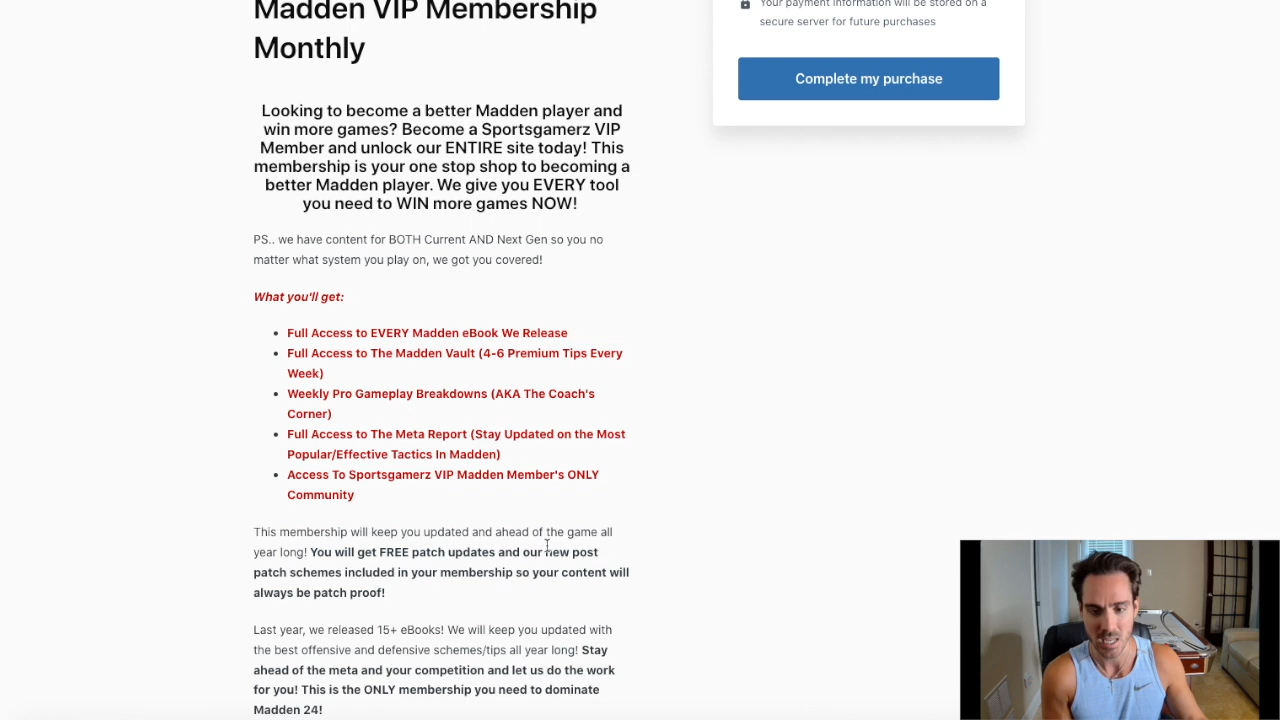 Madden VIP Membership
Monthly
Looking to become a better Madden player and
win more games? Become a Sportsgamerz VIP
Member and unlock our ENTIRE site today! This
membership is your one stop shop to becoming a
better Madden player. We give you EVERY tool
you need to WIN more games NOW!
PS.. we have content for BOTH Current AND Next Gen so you no
matter what system you play on, we got you covered!
What you'll get:
Full Access to EVERY Madden eBook We Release
Full Access to The Madden Vault (4-6 Premium Tips Every
Week)
Weekly Pro Gameplay Breakdowns (AKA The Coach's
Corner)
Full Access to The Meta Report (Stay Updated on the Most
Popular/Effective Tactics In Madden)
Access To Sportsgamerz VIP Madden Member's ONLY
Community
This membership will keep you updated and ahead of the game all
year long! You will get FREE patch updates and our new post
patch schemes included in your membership so your content will
always be patch proof!
Last year, we released 15+ eBooks! We will keep you updated with
the best offensive and defensive schemes/tips all year long! Stay
ahead of the meta and your competition and let us do the work
for you! This is the ONLY membership you need to dominate
Madden 24!
Your payment information will be stored on a
secure server for future purchases
Complete my purchase